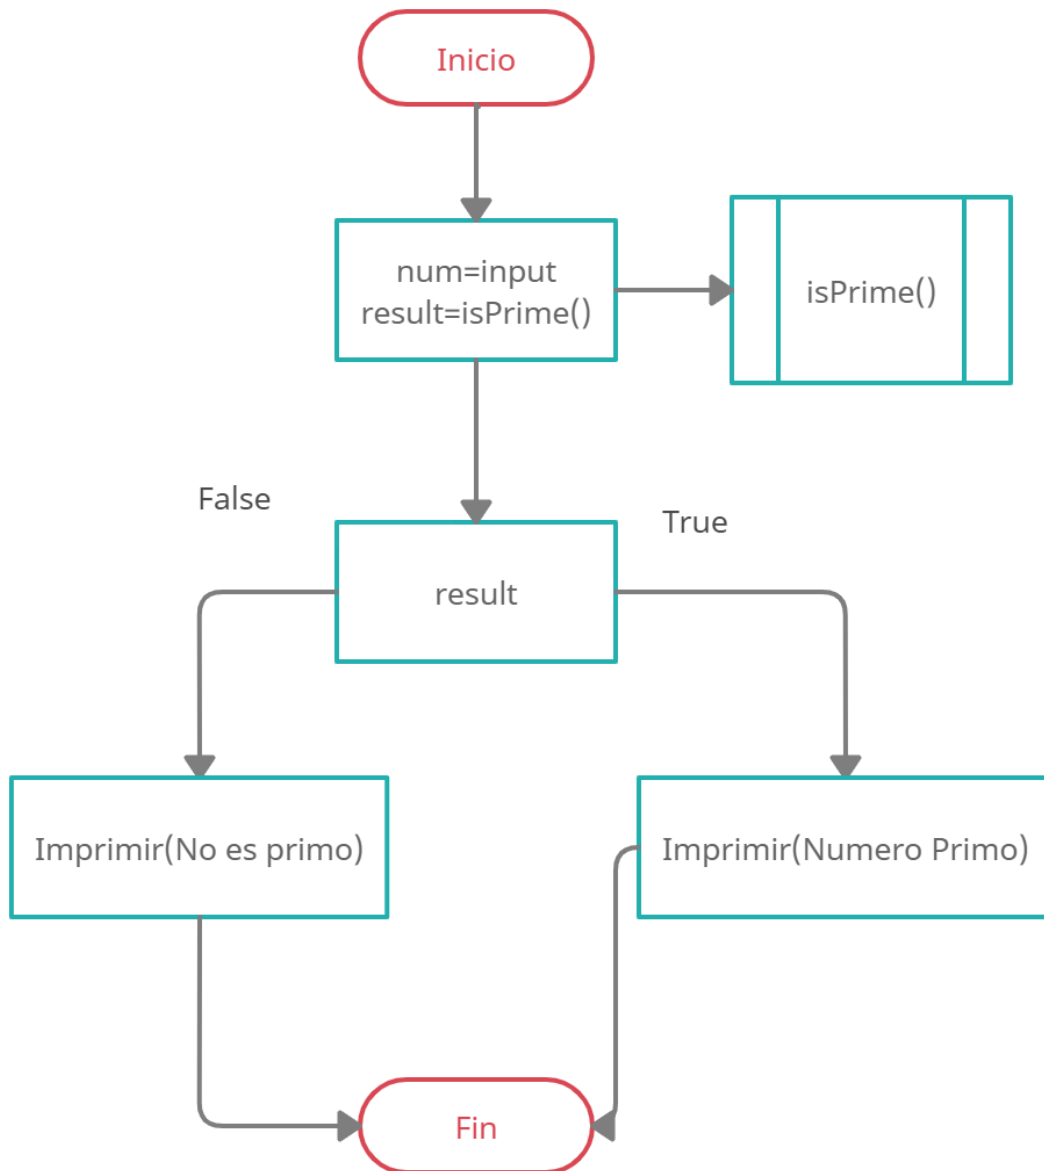 Inicio
num=input
result=isPrime()
isPrime()
False
True
result
Imprimir(No es primo)
Imprimir(Numero Primo)
Fin